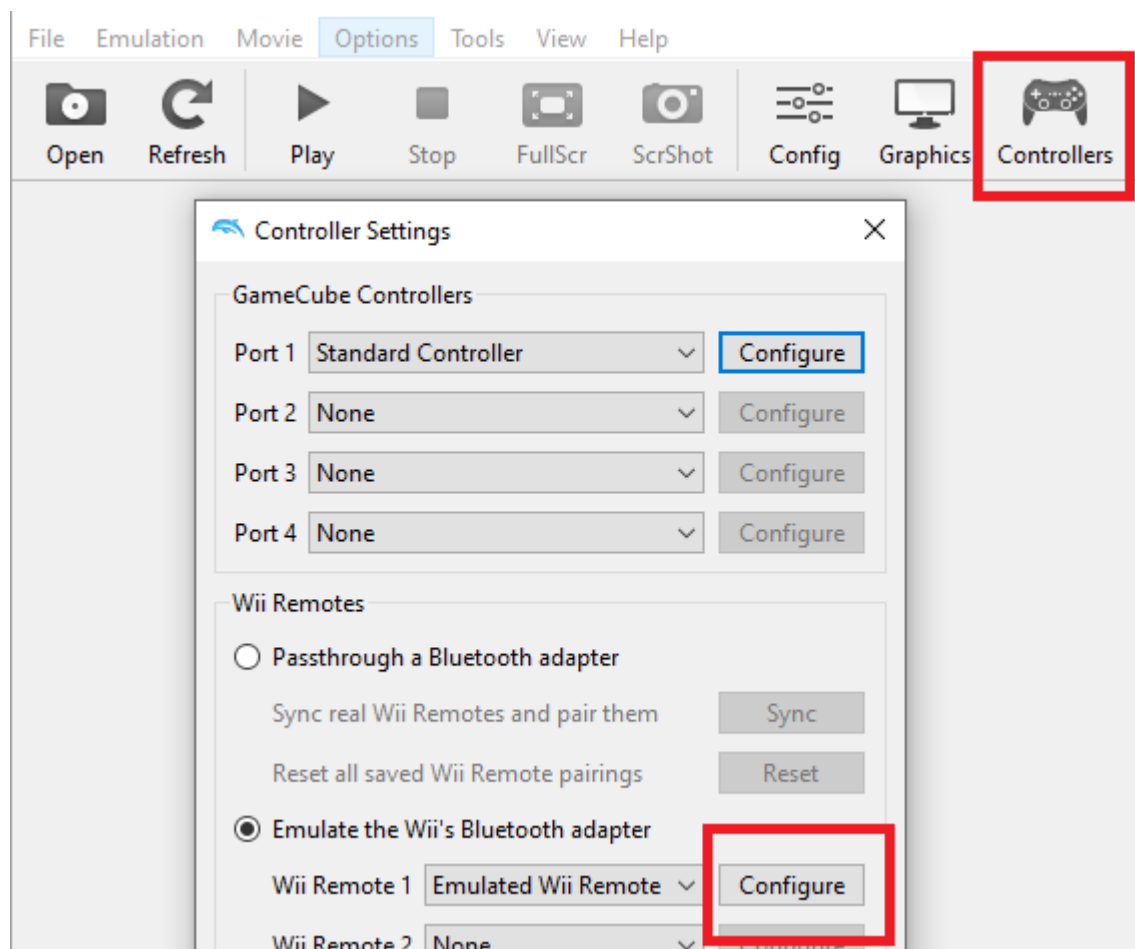 File Emulation Movie Options Tools View Help
Open Refresh Play Stop FullScr ScrShot Config Graphics Controllers
Controller Settings
GameCube Controllers
Port 1 Standard Controller Configure
Port 2 None Configure
Port 3 None Configure
Port 4 None Configure
Wii Remotes
Passthrough a Bluetooth adapter
Sync real Wii Remotes and pair them Sync
Reset all saved Wii Remote pairings Reset
Emulate the Wii's Bluetooth adapter
Wii Remote 1 Emulated Wii Remote Configure
Wii Remote 2 None Configure